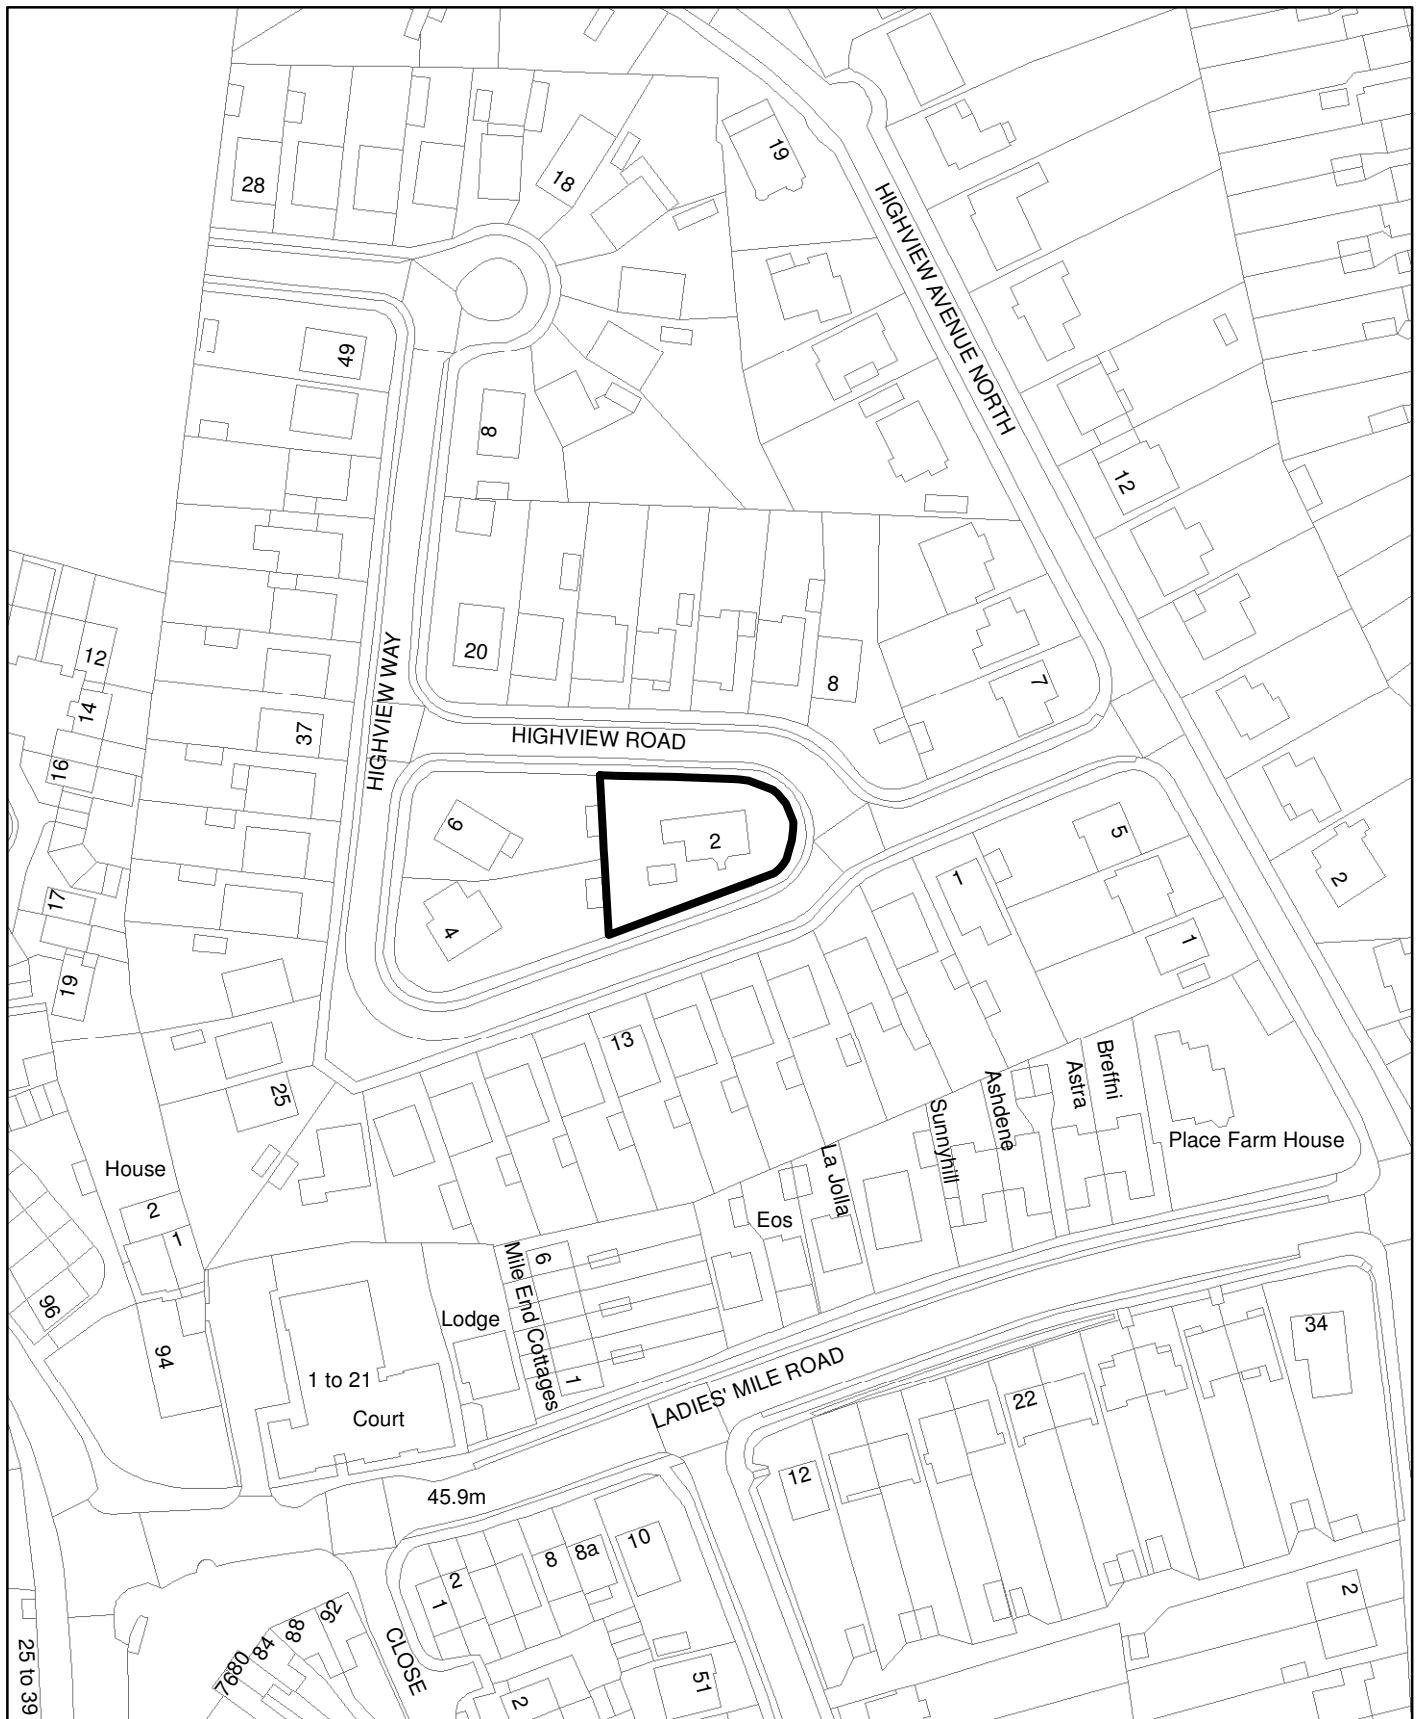 19
28
18
HIGHVIEW AVENUE NORTH
49
8
12
20
12
HIGHVIEW WAY
8
7
14
37
HIGHVIEW ROAD
16
6
2
5
2
17
4
1
1
19
13
25
Breffni
Astra
Ashdene
Sunnyhill
Place Farm House
House
La Jolla
2
1
Eos
6
Mile End Cottages
1
96
Lodge
34
94
1 to 21
Court
LADIES' MILE ROAD
22
12
45.9m
10
8
8a
2
1
2
92
88
84
80
76
CLOSE
25 to 39
51
2